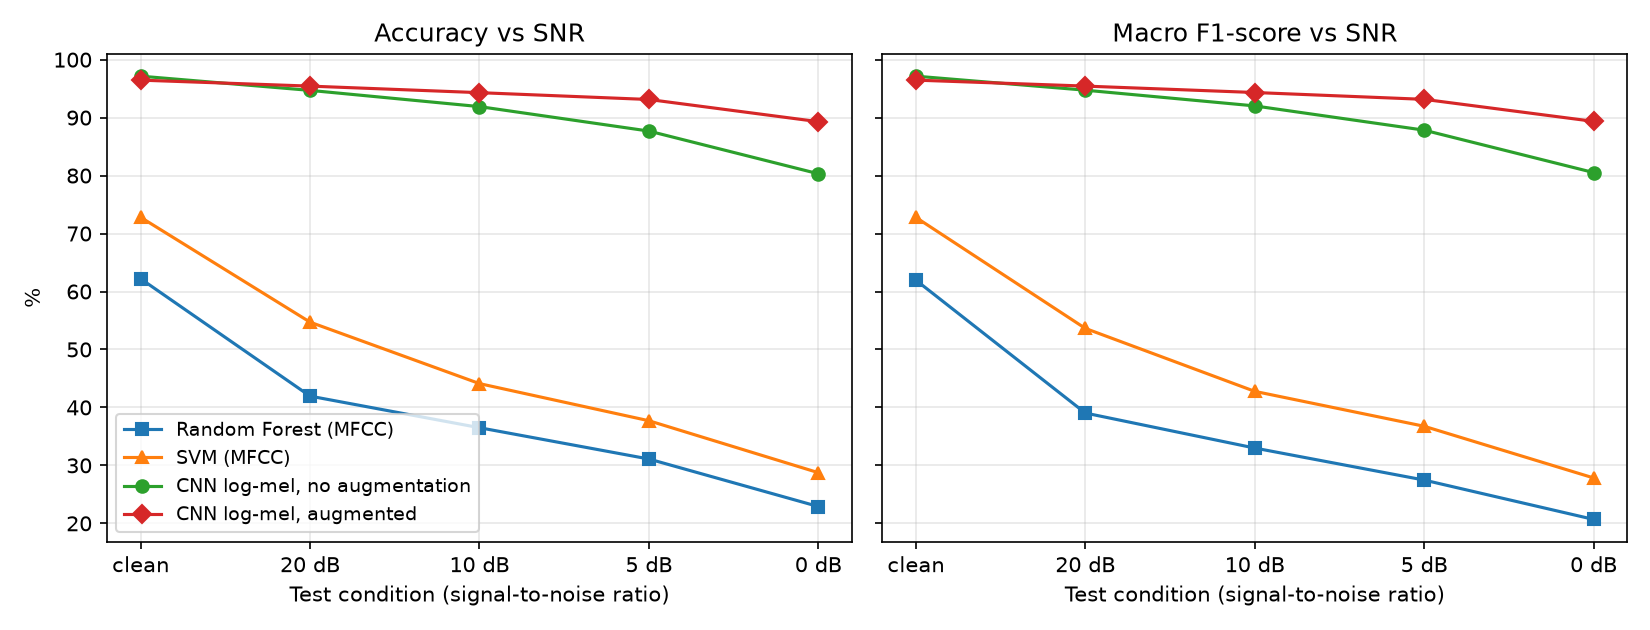 Accuracy vs SNR
Macro F1-score vs SNR
%
100
90
80
70
60
50
40
30
20
Random Forest (MFCC)
SVM (MFCC)
CNN log-mel, no augmentation
CNN log-mel, augmented
clean 20 dB 10 dB 5 dB 0 dB
Test condition (signal-to-noise ratio)
clean 20 dB 10 dB 5 dB 0 dB
Test condition (signal-to-noise ratio)